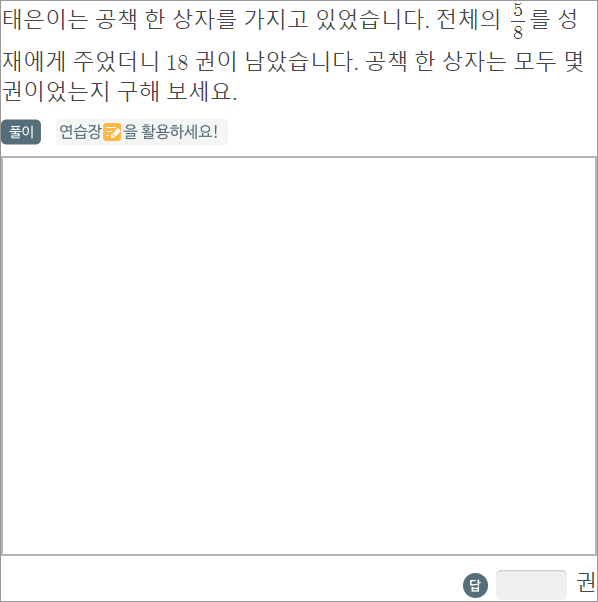 태은이는 공책 한 상자를 가지고 있었습니다. 전체의 5/8 를 성
재에게 주었더니 18 권이 남았습니다. 공책 한 상자는 모두 몇
권이었는지 구해 보세요.
풀이 연습장📝을 활용하세요!
답 권